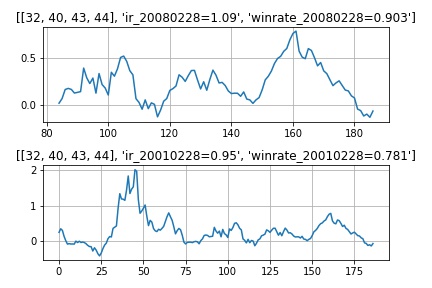 [[32, 40, 43, 44], 'ir_20080228=1.09', 'winrate_20080228=0.903']
0.5
0.0
80 100 120 140 160 180
[[32, 40, 43, 44], 'ir_20010228=0.95', 'winrate_20010228=0.781']
2
1
0
0 25 50 75 100 125 150 175